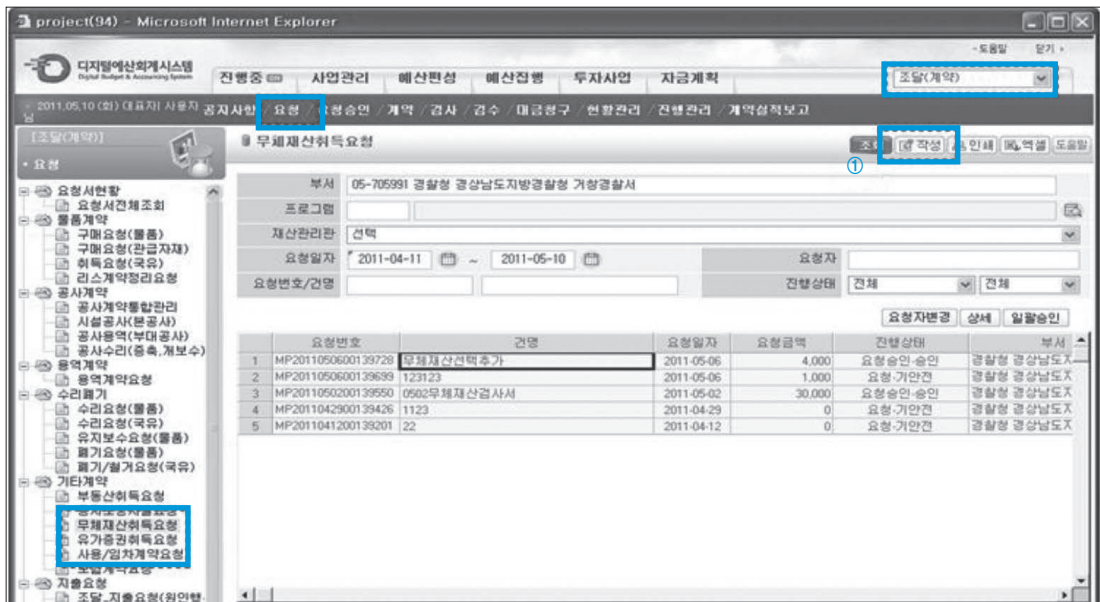 project(94) - Microsoft Internet Explorer
디지털예산회계시스템
Digital Budget & Accounting System
도움말 닫기
진행중 사업관리 예산편성 예산집행 투자사업 자금계획
조달(계약)
2011.05.10 (화) 대표자 사용자님
공지사항 / 요청 / 요청승인 / 계약 / 검사 / 검수 / 대금청구 / 현황관리 / 진행관리 / 계약실적보고
[조달(계약)]
• 요청
무체재산취득요청
작성 인쇄 엑셀 도움말
①
부서 05-705991 경찰청 경상남도지방경찰청 거창경찰서
프로그램
재산관리관 선택
요청일자 2011-04-11 ~ 2011-05-10 요청자
요청번호/건명 진행상태 전체 전체
요청자변경 상세 일괄승인
요청번호 건명 요청일자 요청금액 진행상태 부서
1 MP2011050600139728 무체재산선택추가 2011-05-06 4,000 요청승인-승인 경찰청 경상남도지
2 MP2011050600139699 123123 2011-05-06 1,000 요청-기안전 경찰청 경상남도지
3 MP2011050200139550 0502무체재산검사서 2011-05-02 30,000 요청승인-승인 경찰청 경상남도지
4 MP2011042900139426 1123 2011-04-29 0 요청-기안전 경찰청 경상남도지
5 MP2011041200139201 22 2011-04-12 0 요청-기안전 경찰청 경상남도지
요청서현황
요청서전체조회
물품계약
구매요청(물품)
구매요청(관급자재)
취득요청(국유)
리스계약정리요청
공사계약
공사계약통합관리
시설공사(본공사)
공사용역(부대공사)
공사수리(증축,개보수)
용역계약
용역계약요청
수리폐기
수리요청(물품)
수리요청(국유)
유지보수요청(물품)
폐기요청(물품)
폐기/철거요청(국유)
기타계약
부동산취득요청
무체재산취득요청
유가증권취득요청
사용/임차계약요청
보험계약요청
지출요청
조달_지출요청(원인행